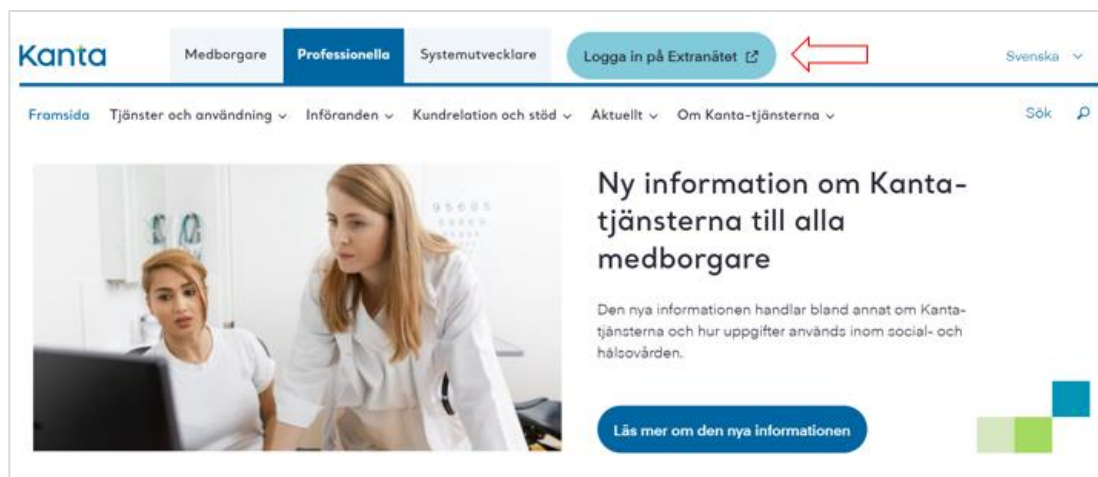 Kanta
Medborgare
Professionella
Systemutvecklare
Logga in på Extranätet
Svenska
Framsida
Tjänster och användning
Införanden
Kundrelation och stöd
Aktuellt
Om Kanta-tjänsterna
Sök
95685
Ny information om Kanta-
tjänsterna till alla
medborgare
Den nya informationen handlar bland annat om Kanta-
tjänsterna och hur uppgifter används inom social- och
hälsovården.
Läs mer om den nya informationen